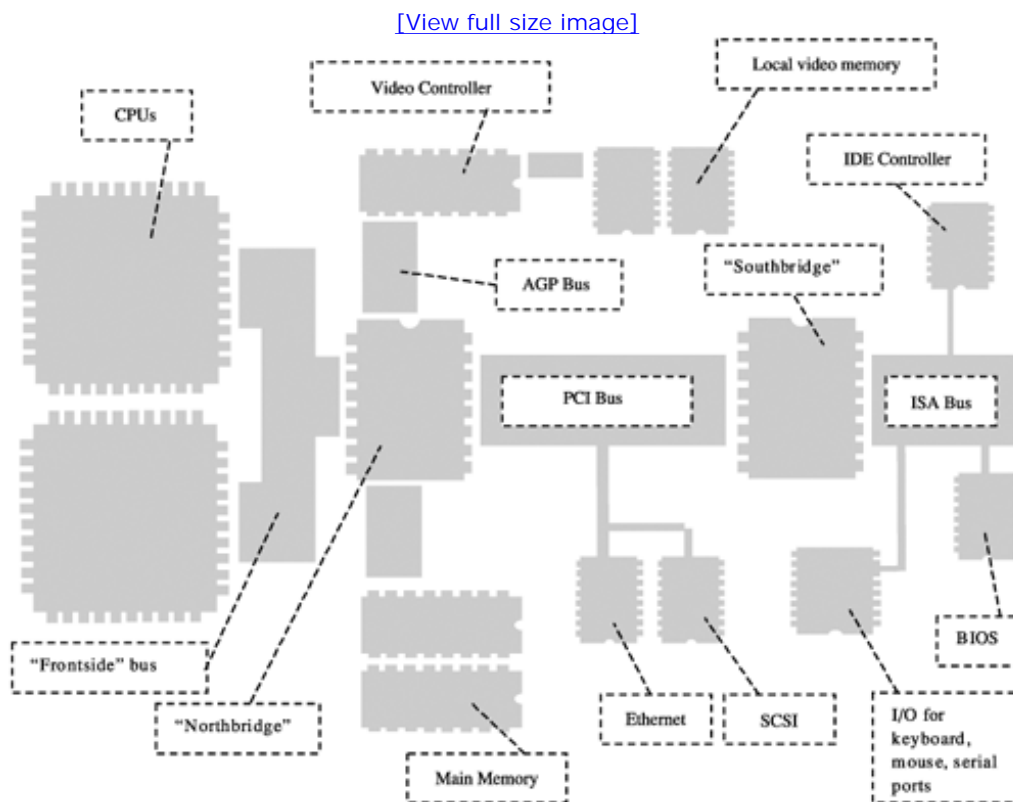 [View full size image]
Local video memory
Video Controller
CPUs
IDE Controller
"Southbridge"
AGP Bus
PCI Bus
ISA Bus
"Frontside" bus
BIOS
"Northbridge"
Ethernet
SCSI
I/O for
keyboard,
mouse, serial
ports
Main Memory